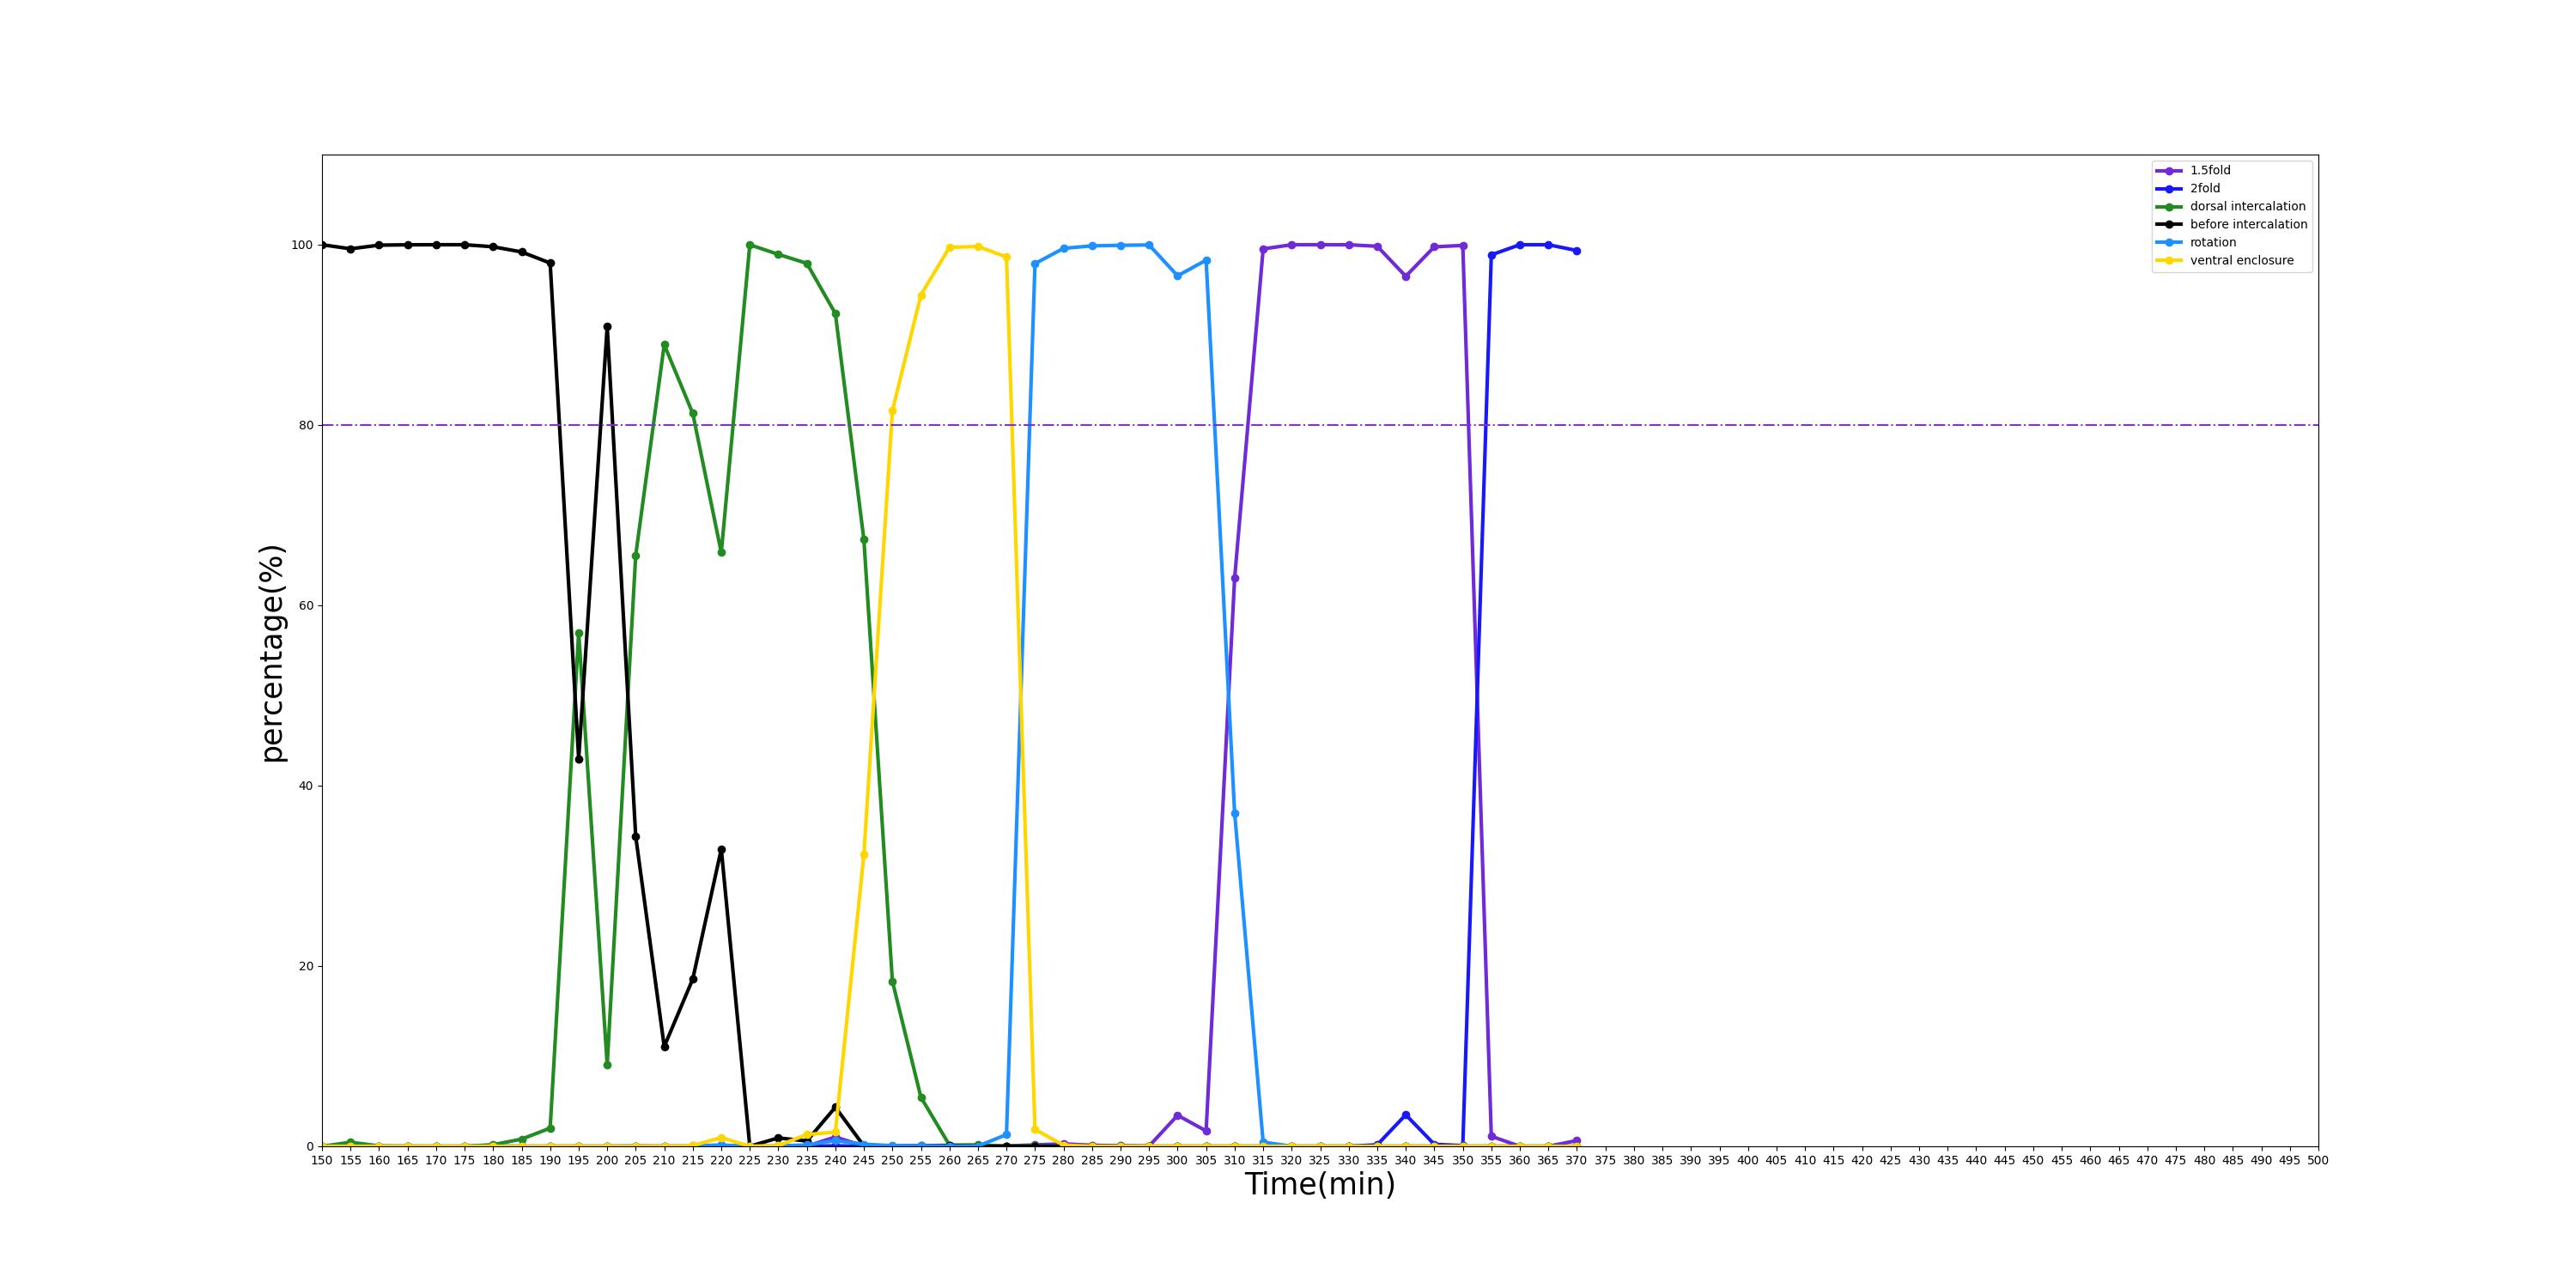 1.5fold
2fold
dorsal intercalation
before intercalation
rotation
ventral enclosure
100
80
60
40
20
0
percentage(%)
150 155 160 165 170 175 180 185 190 195 200 205 210 215 220 225 230 235 240 245 250 255 260 265 270 275 280 285 290 295 300 305 310 315 320 325 330 335 340 345 350 355 360 365 370 375 380 385 390 395 400 405 410 415 420 425 430 435 440 445 450 455 460 465 470 475 480 485 490 495 500
Time(min)